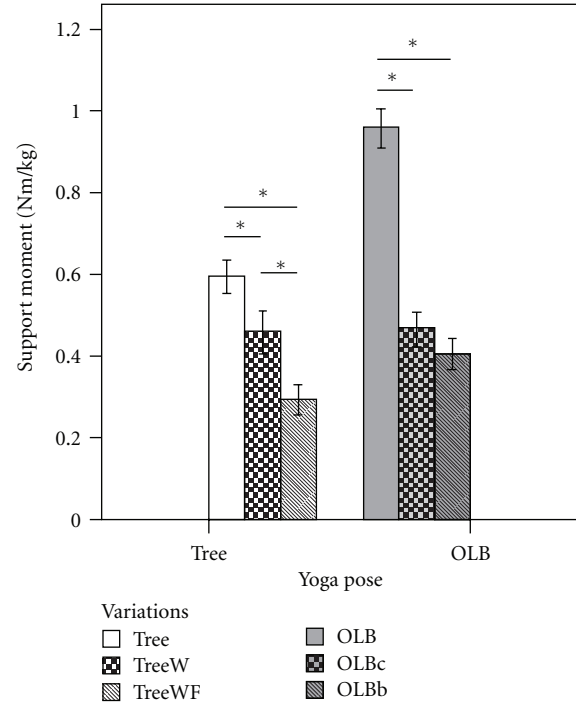 1.2
1
0.8
0.6
0.4
0.2
0
Support moment (Nm/kg)
*
*
*
*
*
Tree
OLB
Yoga pose
Variations
Tree
TreeW
TreeWF
OLB
OLBc
OLBb